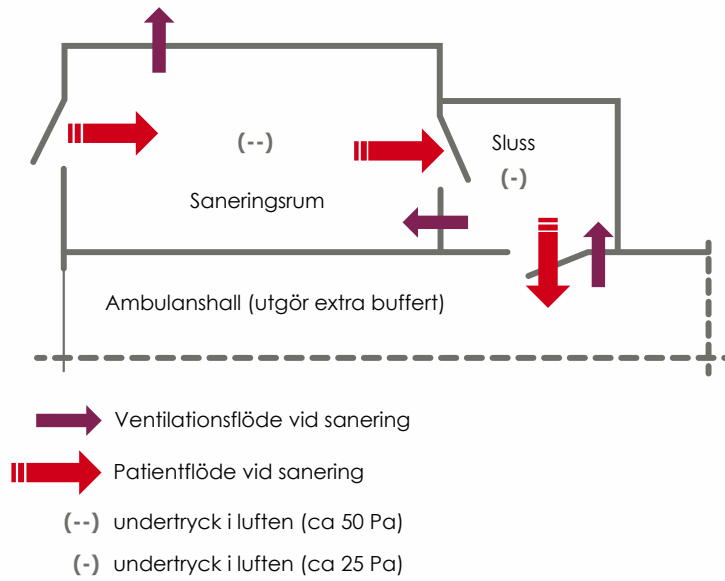 (--)
Sluss
(-)
Saneringsrum
Ambulanshall (utgör extra buffert)
Ventilationsflöde vid sanering
Patientflöde vid sanering
(--) undertryck i luften (ca 50 Pa)
(-) undertryck i luften (ca 25 Pa)